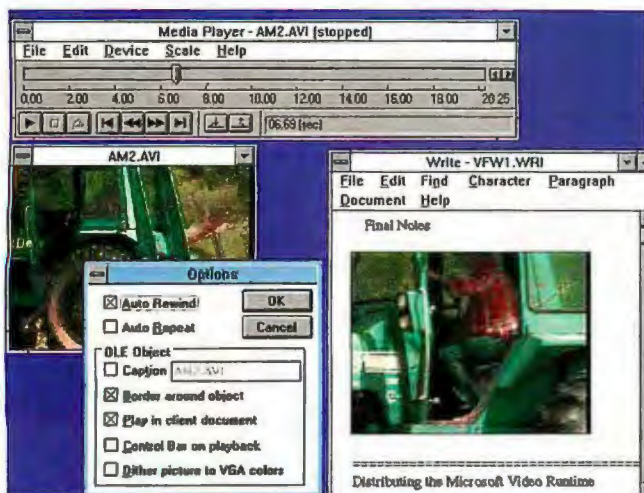 Media Player - AM2.AVI (stopped)
File Edit Device Scale Help
0.00 2.00 4.00 6.00 8.00 10.00 12.00 14.00 16.00 18.00 20.25
06.69 (sec)
AM2.AVI
Options
Auto Rewind
OK
Auto Repeat
Cancel
OLE Object
Caption AM2.AVI
Border around object
Play in client document
Control Bar on playback
Dither picture to VGA colors
Write - VFW1.WRI
File Edit Find Character Paragraph
Document Help
Final Notes
Distributing the Microsoft Video Runtime